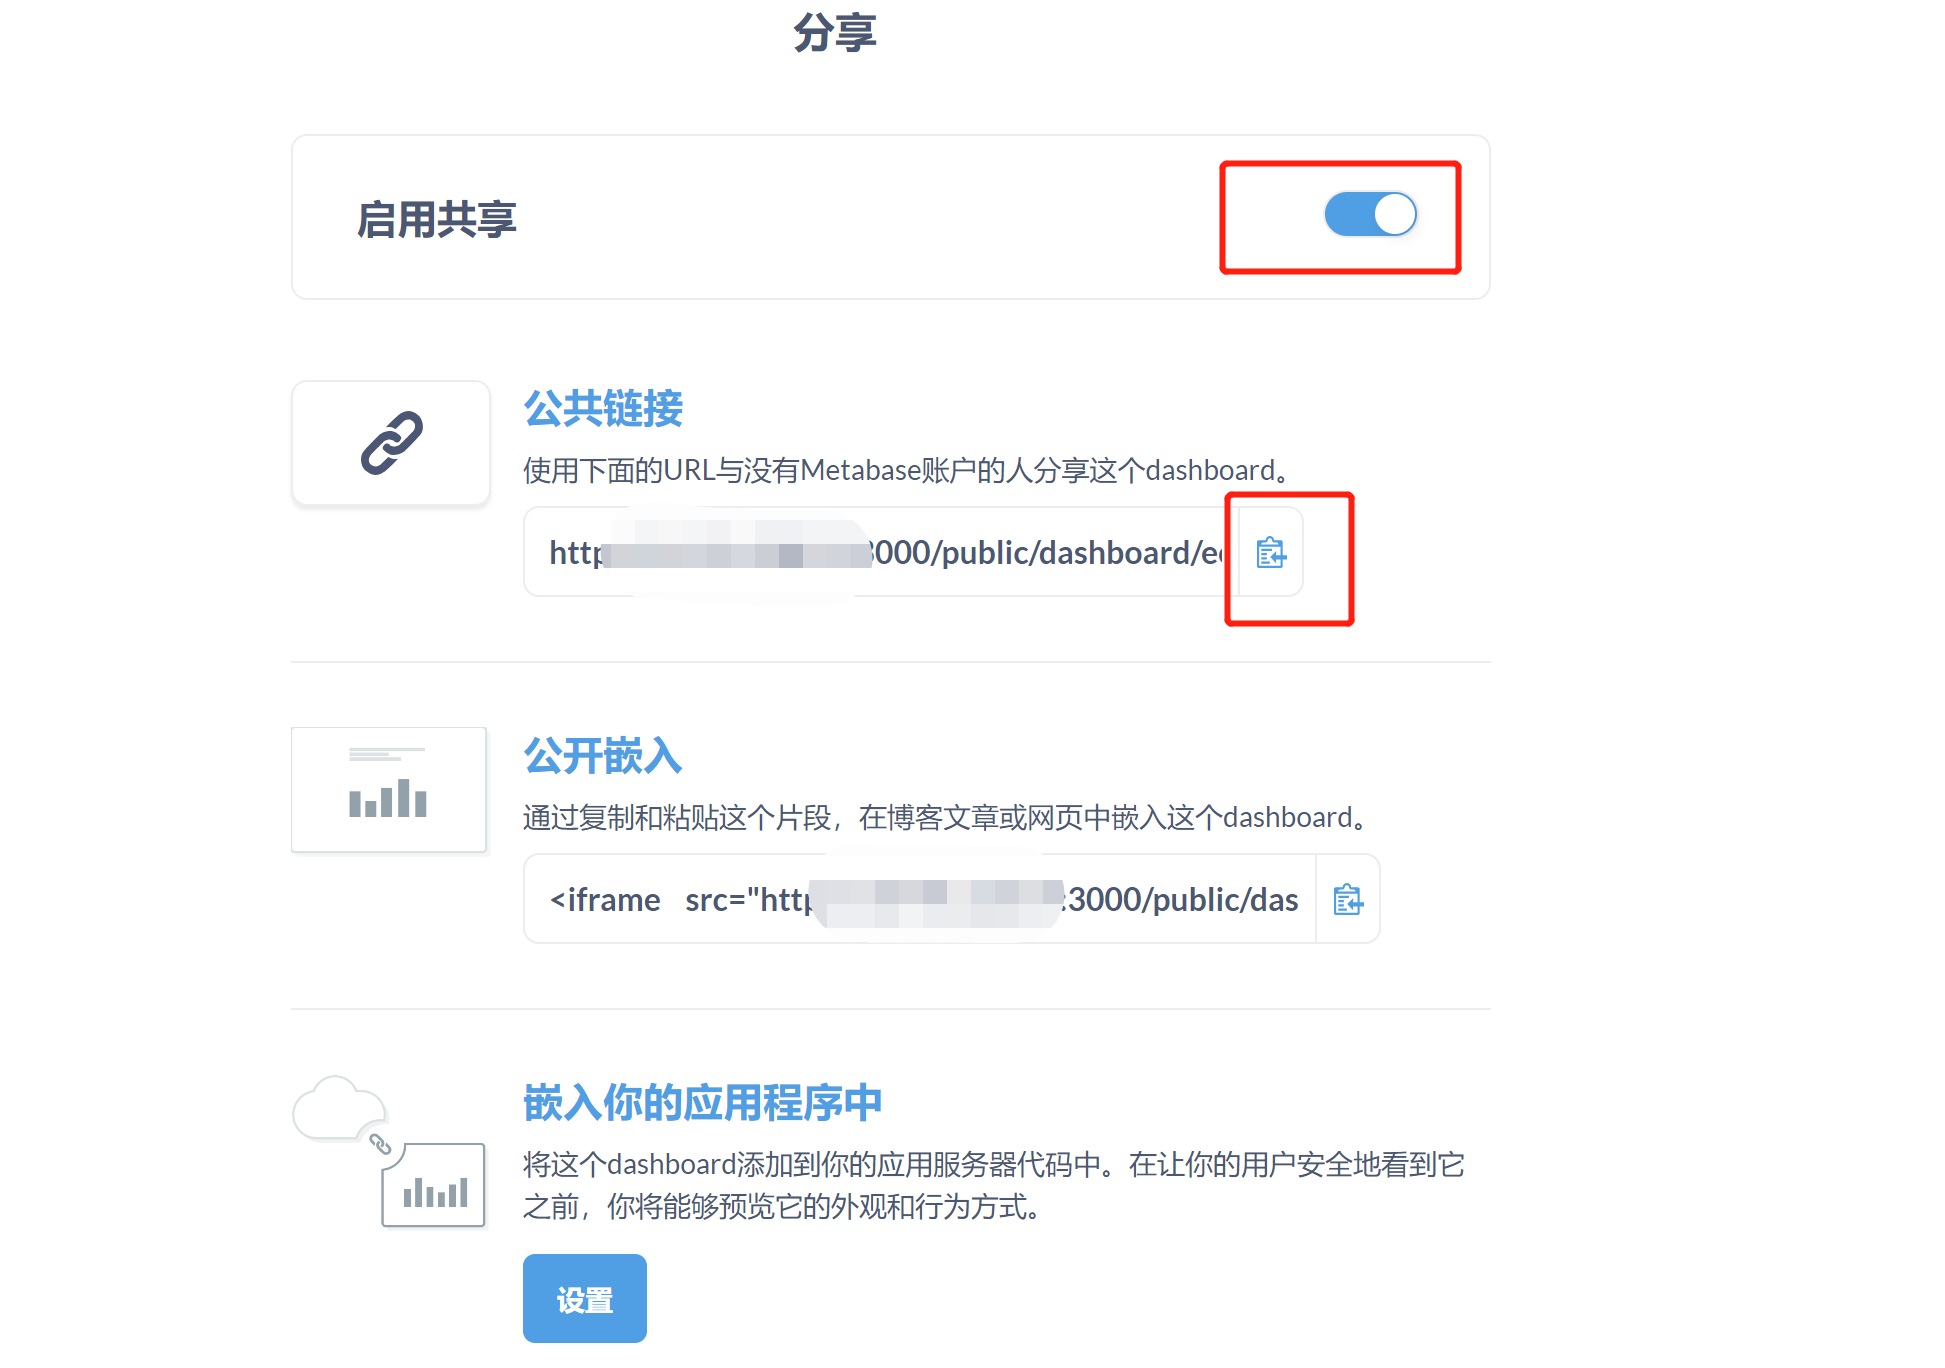 分享
启用共享
公共链接
使用下面的URL与没有Metabase账户的人分享这个dashboard。
http 3000/public/dashboard/e
公开嵌入
通过复制和粘贴这个片段，在博客文章或网页中嵌入这个dashboard。
<iframe src="http :3000/public/das
嵌入你的应用程序中
将这个dashboard添加到你的应用服务器代码中。在让你的用户安全地看到它
之前，你将能够预览它的外观和行为方式。
设置